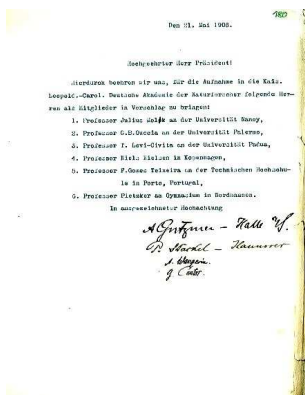 180
Den 21. Mai 1908.
Hochgeehrter Herr Präsident!
Hierdurch beehren wir uns, für die Aufnahme in die Kais.
Leopold.-Carol. Deutsche Akademie der Naturforscher folgende Her-
ren als Mitglieder in Vorschlag zu bringen:
1. Professor Julius Molk an der Universität Nancy,
2. Professor G.B.Guccia an der Universität Palermo,
3. Professor T. Levi-Civita an der Universität Padua,
4. Professor Niels Nielsen in Kopenhagen,
5. Professor F.Gomez Teixeira an der Technischen Hochschu-
le in Porto, Portugal,
6. Professor Pietzker am Gymnasium in Nordhausen.
In ausgezeichneter Hochachtung
A Gutzmer - Halle
P. Stäckel - Hannover
A. Wangerin
G Cantor.